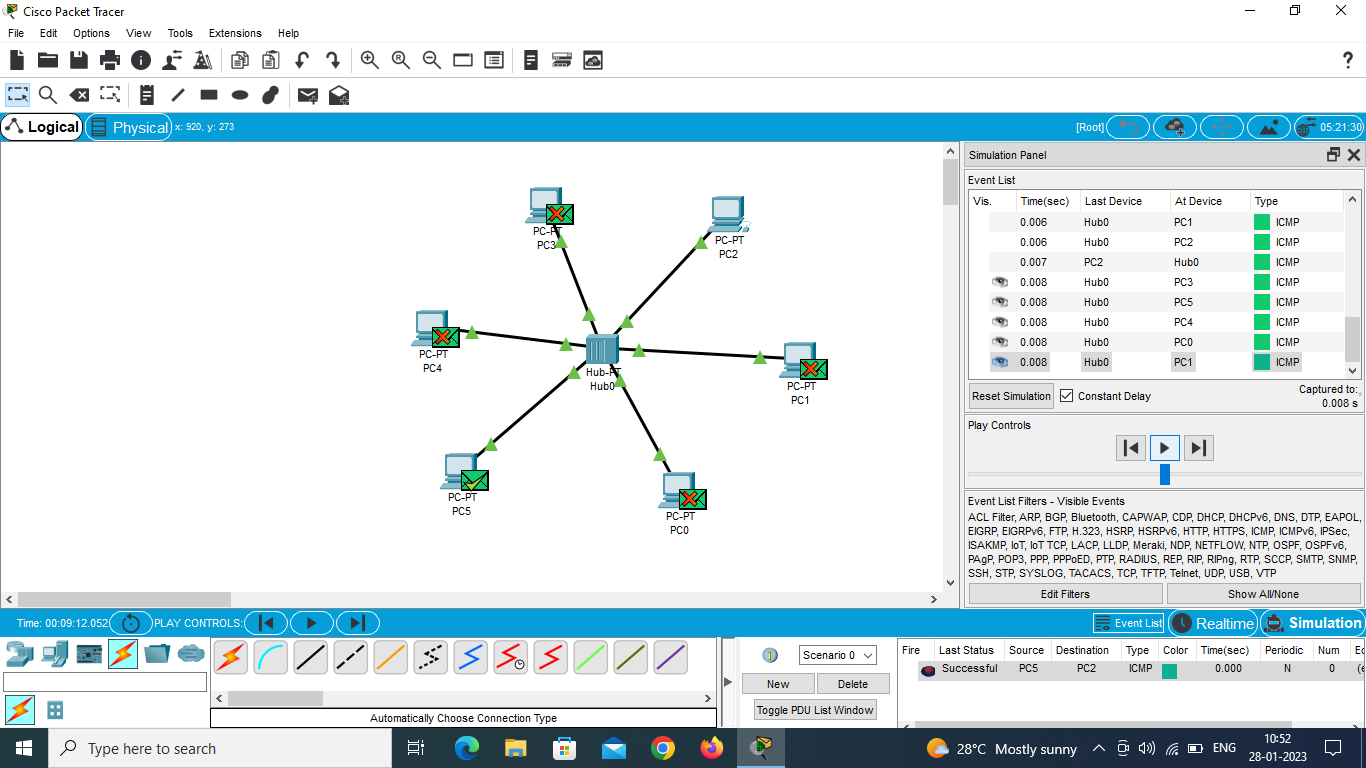 Cisco Packet Tracer
File Edit Options View Tools Extensions Help
?
Logical Physical x: 920, y: 273 [Root] 05:21:30
PC-PT
PC3
PC-PT
PC2
PC-PT
PC4
Hub-PT
Hub0
PC-PT
PC1
PC-PT
PC5
PC-PT
PC0
Simulation Panel
Event List
Vis. Time(sec) Last Device At Device Type
0.006 Hub0 PC1 ICMP
0.006 Hub0 PC2 ICMP
0.007 PC2 Hub0 ICMP
0.008 Hub0 PC3 ICMP
0.008 Hub0 PC5 ICMP
0.008 Hub0 PC4 ICMP
0.008 Hub0 PC0 ICMP
0.008 Hub0 PC1 ICMP
Reset Simulation Constant Delay Captured to:
0.008 s
Play Controls
Event List Filters - Visible Events
ACL Filter, ARP, BGP, Bluetooth, CAPWAP, CDP, DHCP, DHCPv6, DNS, DTP, EAPOL,
EIGRP, EIGRPv6, FTP, H.323, HSRP, HSRPv6, HTTP, HTTPS, ICMP, ICMPv6, IPSec,
ISAKMP, IoT, IoT TCP, LACP, LLDP, Meraki, NDP, NETFLOW, NTP, OSPF, OSPFv6,
PAgP, POP3, PPP, PPPoED, PTP, RADIUS, REP, RIP, RIPng, RTP, SCCP, SMTP, SNMP,
SSH, STP, SYSLOG, TACACS, TCP, TFTP, Telnet, UDP, USB, VTP
Edit Filters Show All/None
Time: 00:09:12.052 PLAY CONTROLS: Event List Realtime Simulation
Automatically Choose Connection Type
Scenario 0
New Delete
Toggle PDU List Window
Fire Last Status Source Destination Type Color Time(sec) Periodic Num Ec
Successful PC5 PC2 ICMP 0.000 N 0 (e
Type here to search
28°C Mostly sunny ENG 10:52
28-01-2023